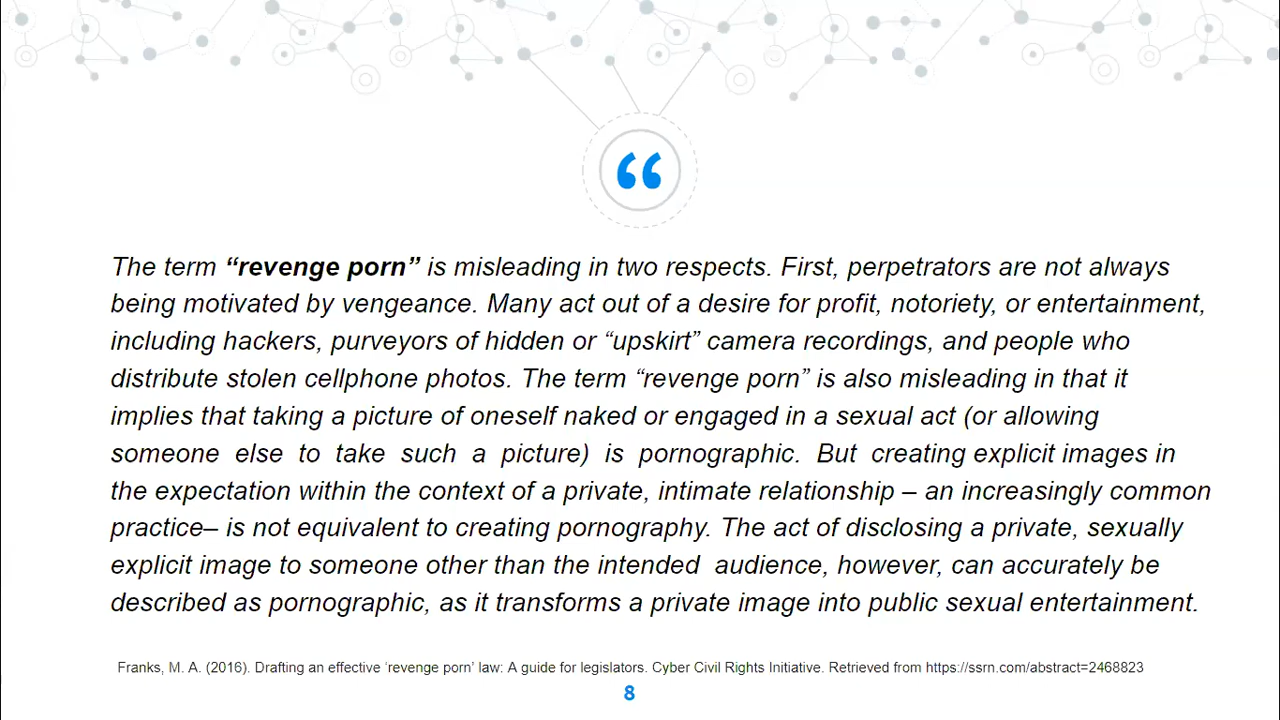 “
The term “revenge porn” is misleading in two respects. First, perpetrators are not always
being motivated by vengeance. Many act out of a desire for profit, notoriety, or entertainment,
including hackers, purveyors of hidden or “upskirt” camera recordings, and people who
distribute stolen cellphone photos. The term “revenge porn” is also misleading in that it
implies that taking a picture of oneself naked or engaged in a sexual act (or allowing
someone else to take such a picture) is pornographic. But creating explicit images in
the expectation within the context of a private, intimate relationship – an increasingly common
practice– is not equivalent to creating pornography. The act of disclosing a private, sexually
explicit image to someone other than the intended audience, however, can accurately be
described as pornographic, as it transforms a private image into public sexual entertainment.
Franks, M. A. (2016). Drafting an effective ‘revenge porn’ law: A guide for legislators. Cyber Civil Rights Initiative. Retrieved from https://ssrn.com/abstract=2468823
8